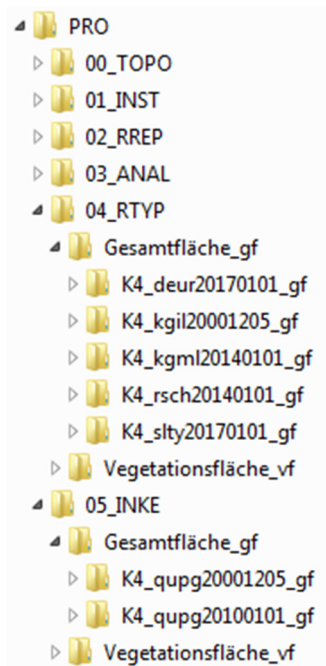 PRO
00_TOPO
01_INST
02_RREP
03_ANAL
04_RTYP
Gesamtfläche_gf
K4_deur20170101_gf
K4_kgil20001205_gf
K4_kgml20140101_gf
K4_rsch20140101_gf
K4_slty20170101_gf
Vegetationsfläche_vf
05_INKE
Gesamtfläche_gf
K4_qupg20001205_gf
K4_qupg20100101_gf
Vegetationsfläche_vf